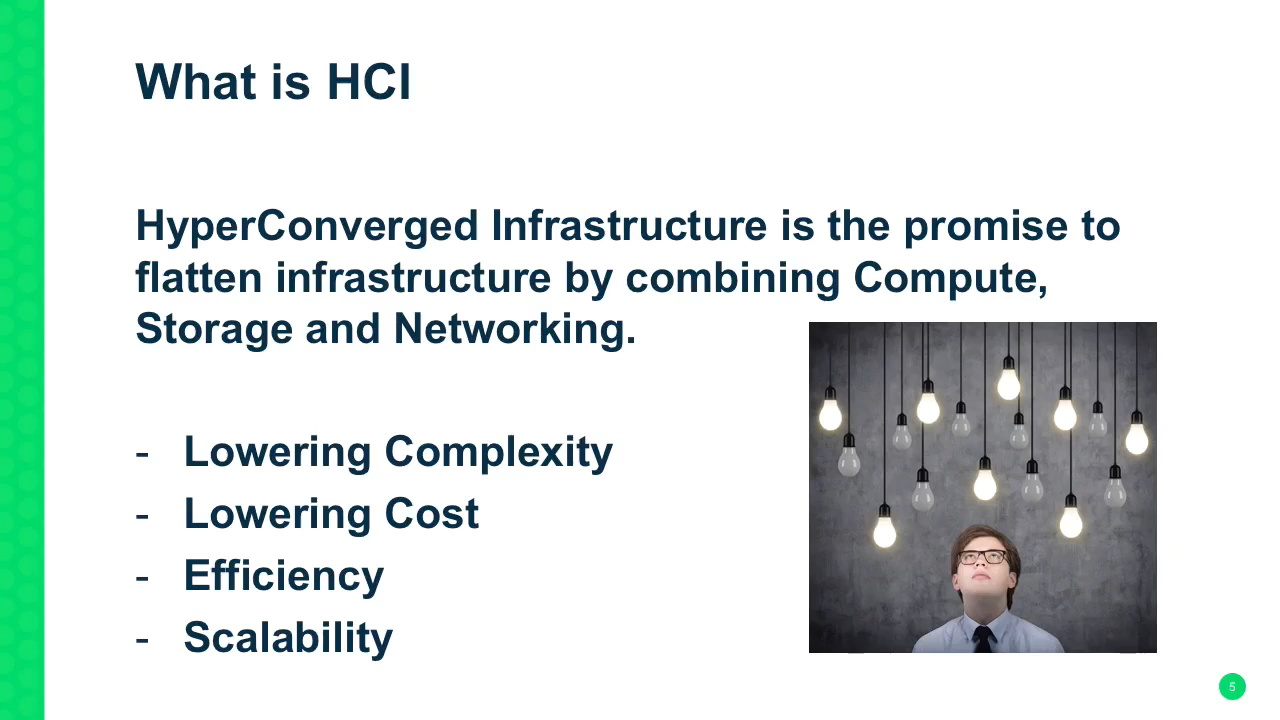 What is HCI
HyperConverged Infrastructure is the promise to
flatten infrastructure by combining Compute,
Storage and Networking.
- Lowering Complexity
- Lowering Cost
- Efficiency
- Scalability
5